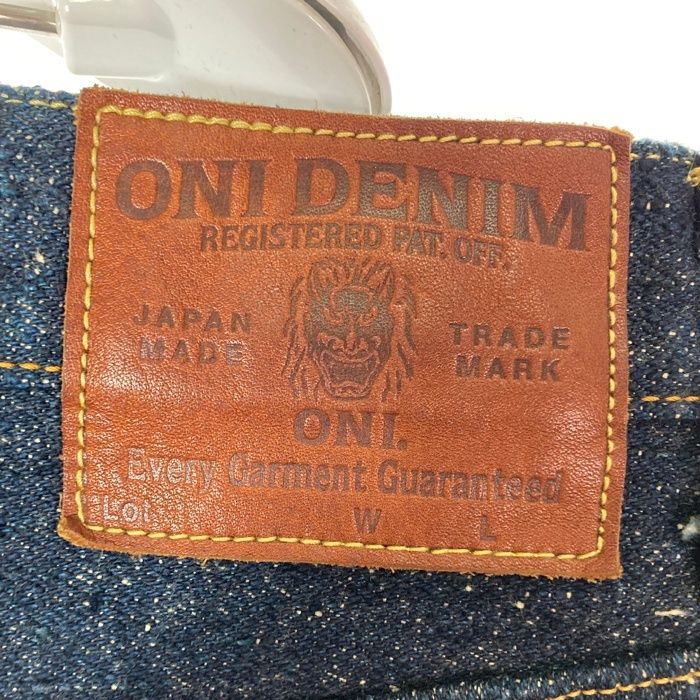 ONI DENIM
REGISTERED PAT. OFF.
JAPAN MADE
TRADE MARK
ONI.
Every Garment Guaranteed
Lot
W L